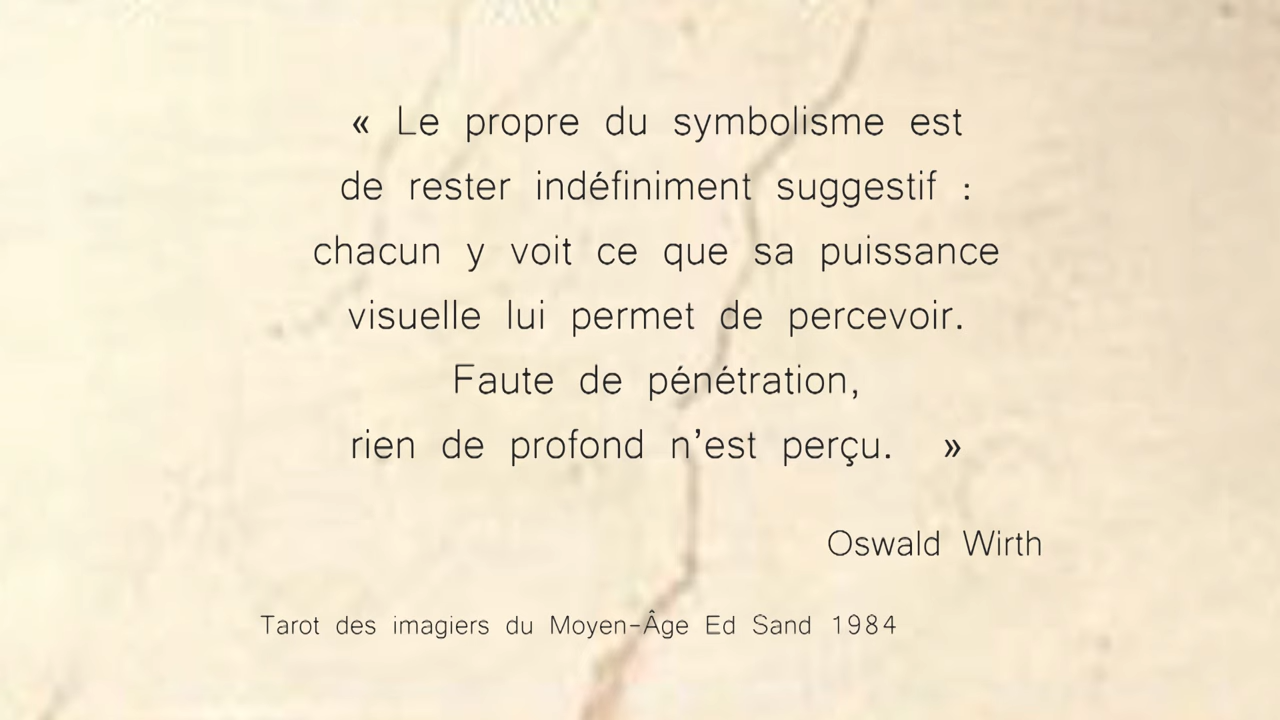 « Le propre du symbolisme est
de rester indéfiniment suggestif :
chacun y voit ce que sa puissance
visuelle lui permet de percevoir.
Faute de pénétration,
rien de profond n’est perçu. »
Oswald Wirth
Tarot des imagiers du Moyen-Âge Ed Sand 1984